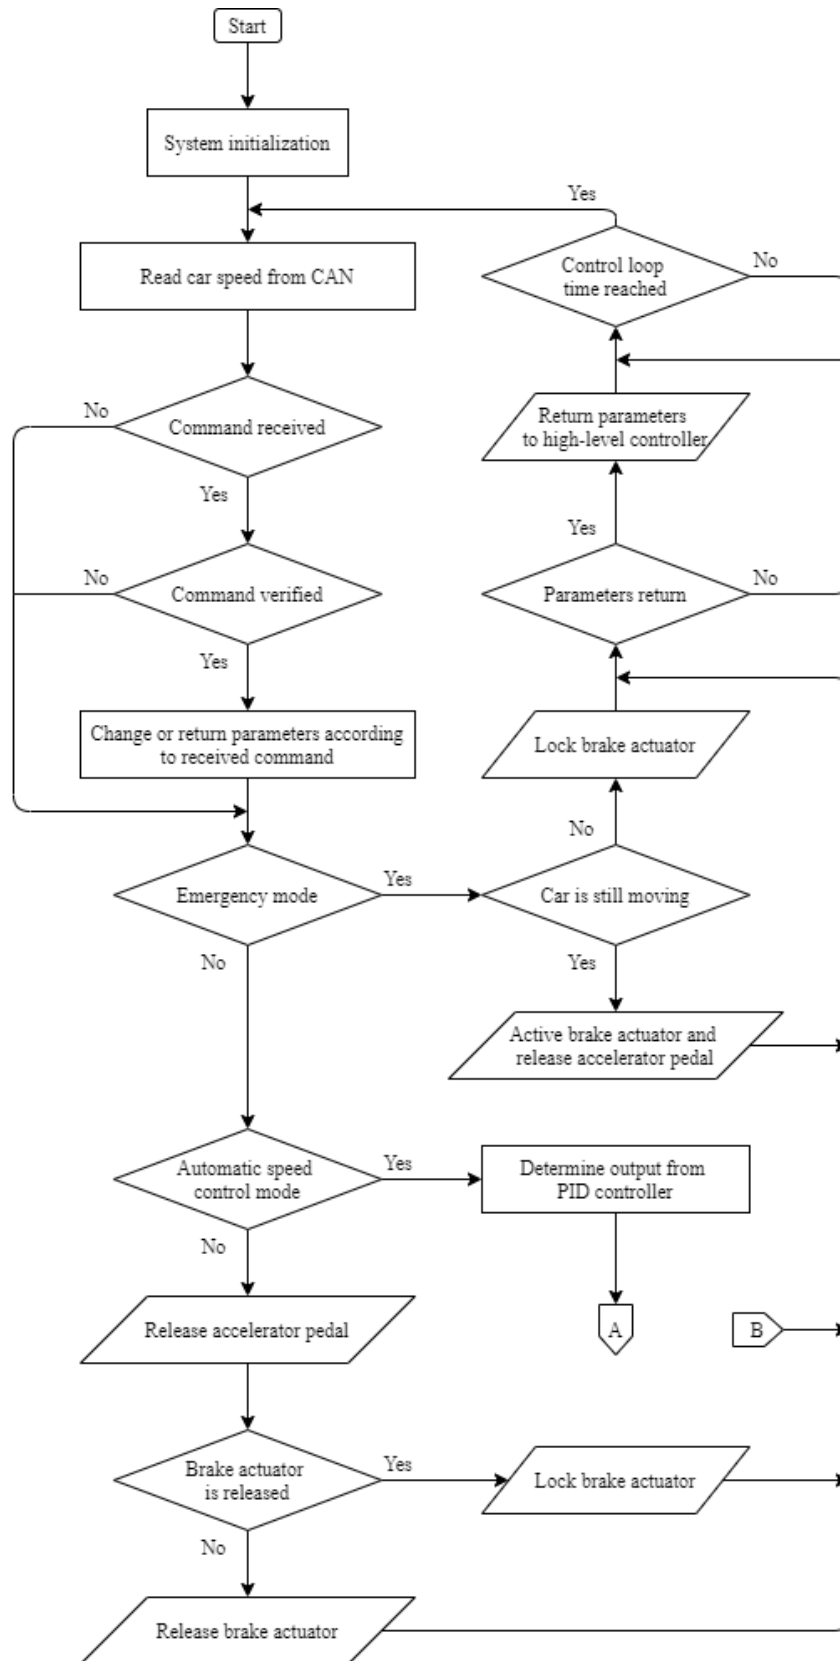 Start
System initialization
Yes
Read car speed from CAN
Control loop
time reached
No
No
Command received
Return parameters
to high-level controller
Yes
Yes
No
Command verified
Parameters return
No
Yes
Change or return parameters according
to received command
Lock brake actuator
No
Emergency mode
Yes
Car is still moving
No
Yes
Active brake actuator and
release accelerator pedal
Automatic speed
control mode
Yes
Determine output from
PID controller
No
Release accelerator pedal
A
B
Brake actuator
is released
Yes
Lock brake actuator
No
Release brake actuator